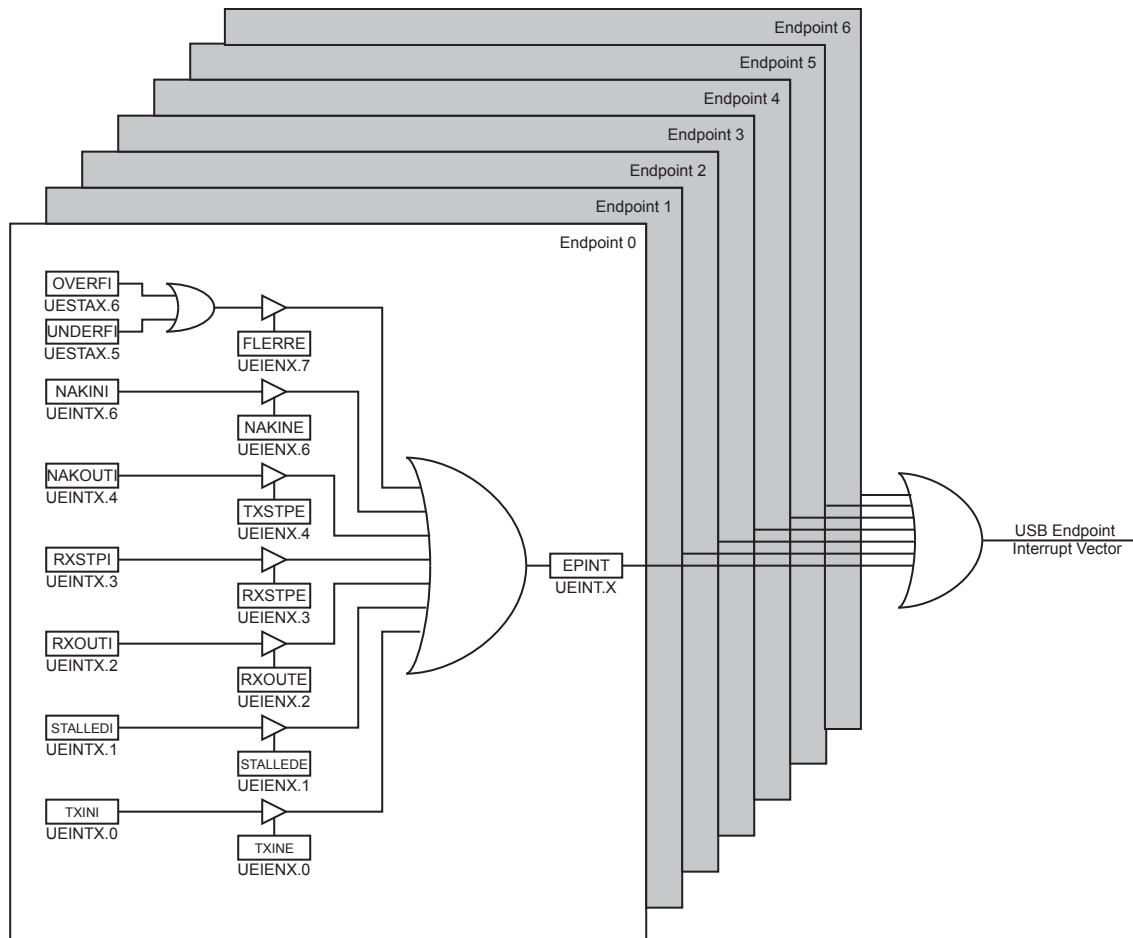 Endpoint 6
Endpoint 5
Endpoint 4
Endpoint 3
Endpoint 2
Endpoint 1
Endpoint 0
OVERFI
UESTAX.6
UNDERFI
UESTAX.5
FLERRE
UEIENX.7
NAKINI
UEINTX.6
NAKINE
UEIENX.6
NAKOUTI
UEINTX.4
TXSTPE
UEIENX.4
RXSTPI
UEINTX.3
RXSTPE
UEIENX.3
RXOUTI
UEINTX.2
RXOUTE
UEIENX.2
STALLEDI
UEINTX.1
STALLEDE
UEIENX.1
TXINI
UEINTX.0
TXINE
UEIENX.0
EPINT
UEINT.X
USB Endpoint
Interrupt Vector